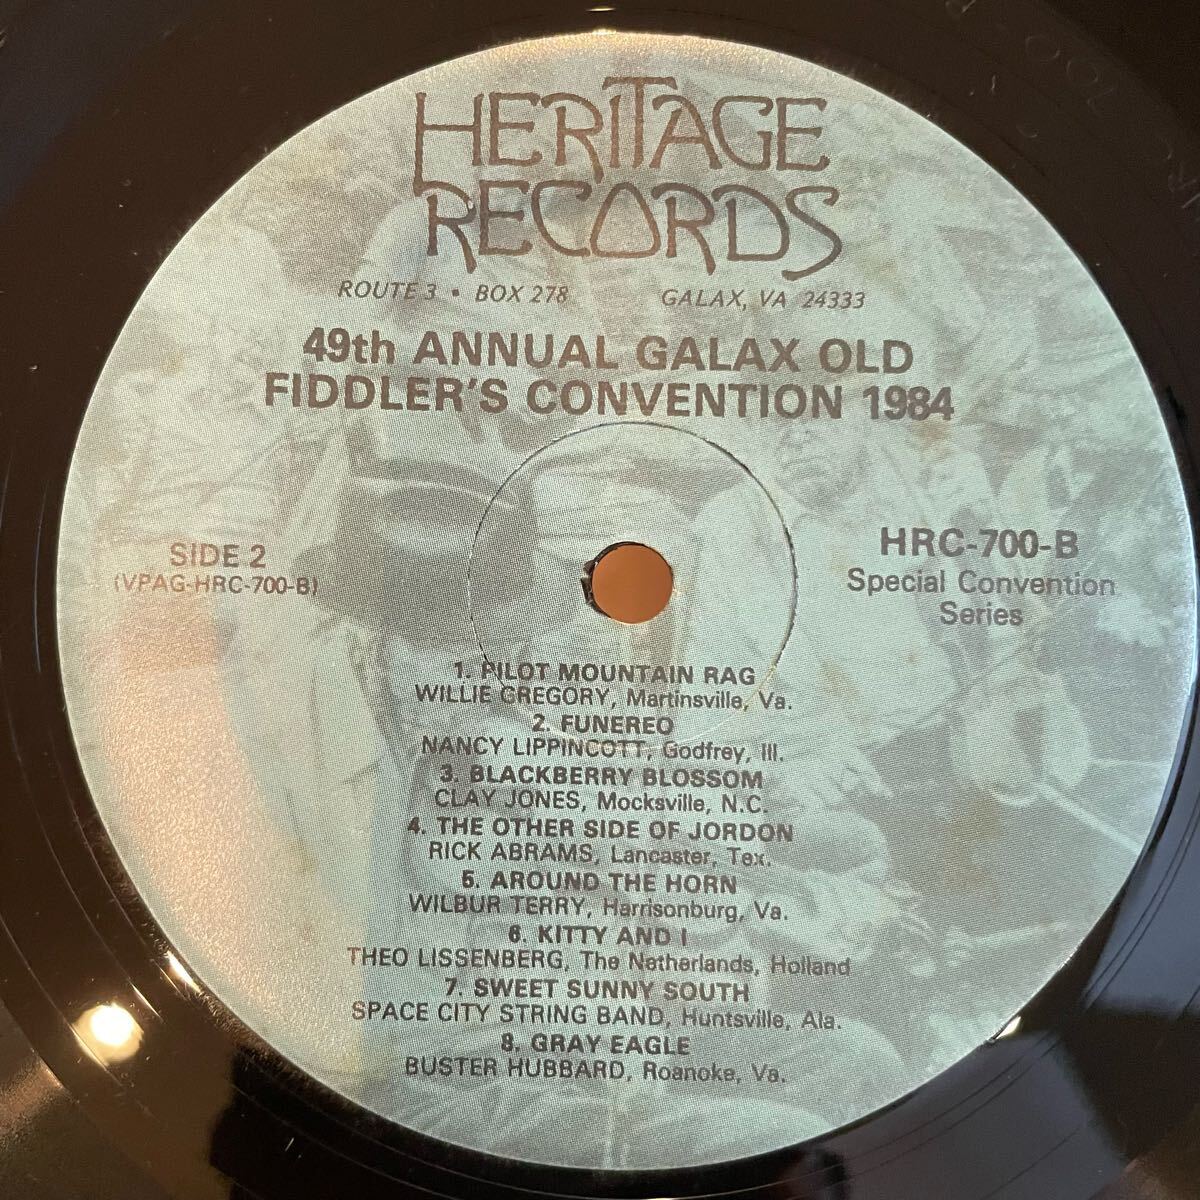 HERITAGE
RECORDS
ROUTE 3 • BOX 278 GALAX, VA 24333
49th ANNUAL GALAX OLD
FIDDLER'S CONVENTION 1984
SIDE 2
(VPAG-HRC-700-B)
HRC-700-B
Special Convention
Series
1. PILOT MOUNTAIN RAG
WILLIE GREGORY, Martinsville, Va.
2. FUNEREO
NANCY LIPPINCOTT, Godfrey, Ill.
3. BLACKBERRY BLOSSOM
CLAY JONES, Mocksville, N.C.
4. THE OTHER SIDE OF JORDON
RICK ABRAMS, Lancaster, Tex.
5. AROUND THE HORN
WILBUR TERRY, Harrisonburg, Va.
6. KITTY AND I
THEO LISSENBERG, The Netherlands, Holland
7. SWEET SUNNY SOUTH
SPACE CITY STRING BAND, Huntsville, Ala.
8. GRAY EAGLE
BUSTER HUBBARD, Roanoke, Va.